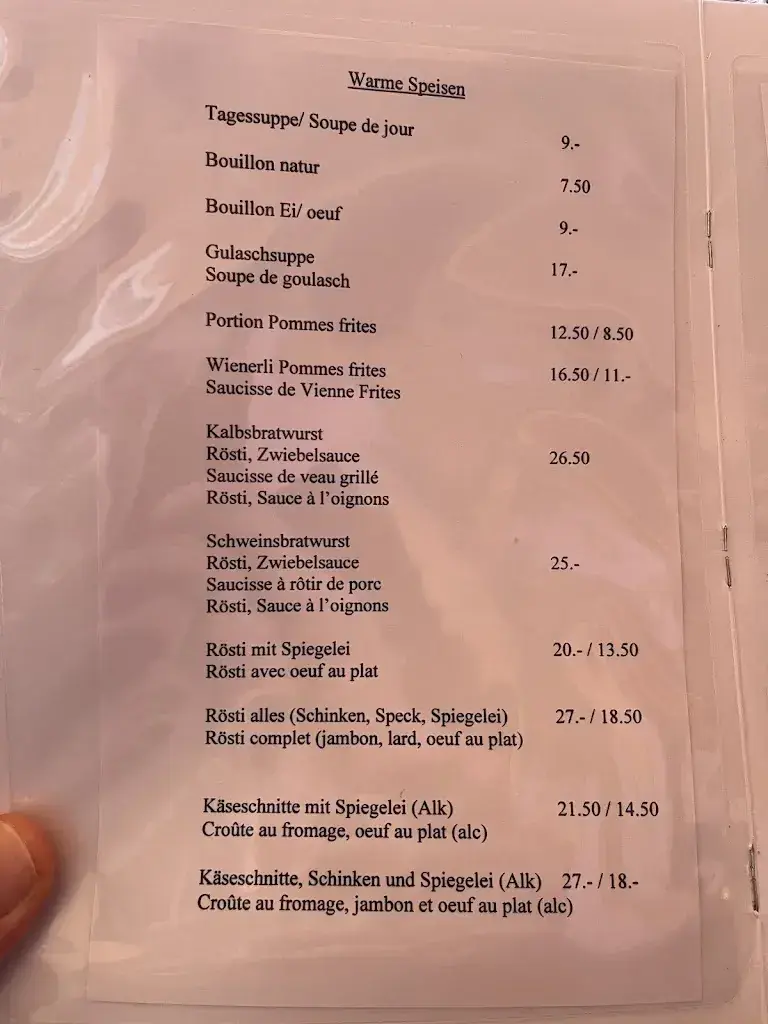 Warme Speisen
Tagessuppe/ Soupe de jour 9.-
Bouillon natur 7.50
Bouillon Ei/ oeuf 9.-
Gulaschsuppe
Soupe de goulasch 17.-
Portion Pommes frites 12.50 / 8.50
Wienerli Pommes frites 16.50 / 11.-
Saucisse de Vienne Frites
Kalbsbratwurst
Rösti, Zwiebelsauce 26.50
Saucisse de veau grillé
Rösti, Sauce à l'oignons
Schweinsbratwurst
Rösti, Zwiebelsauce 25.-
Saucisse à rôtir de porc
Rösti, Sauce à l'oignons
Rösti mit Spiegelei 20.- / 13.50
Rösti avec oeuf au plat
Rösti alles (Schinken, Speck, Spiegelei) 27.- / 18.50
Rösti complet (jambon, lard, oeuf au plat)
Käseschnitte mit Spiegelei (Alk) 21.50 / 14.50
Croûte au fromage, oeuf au plat (alc)
Käseschnitte, Schinken und Spiegelei (Alk) 27.- / 18.-
Croûte au fromage, jambon et oeuf au plat (alc)